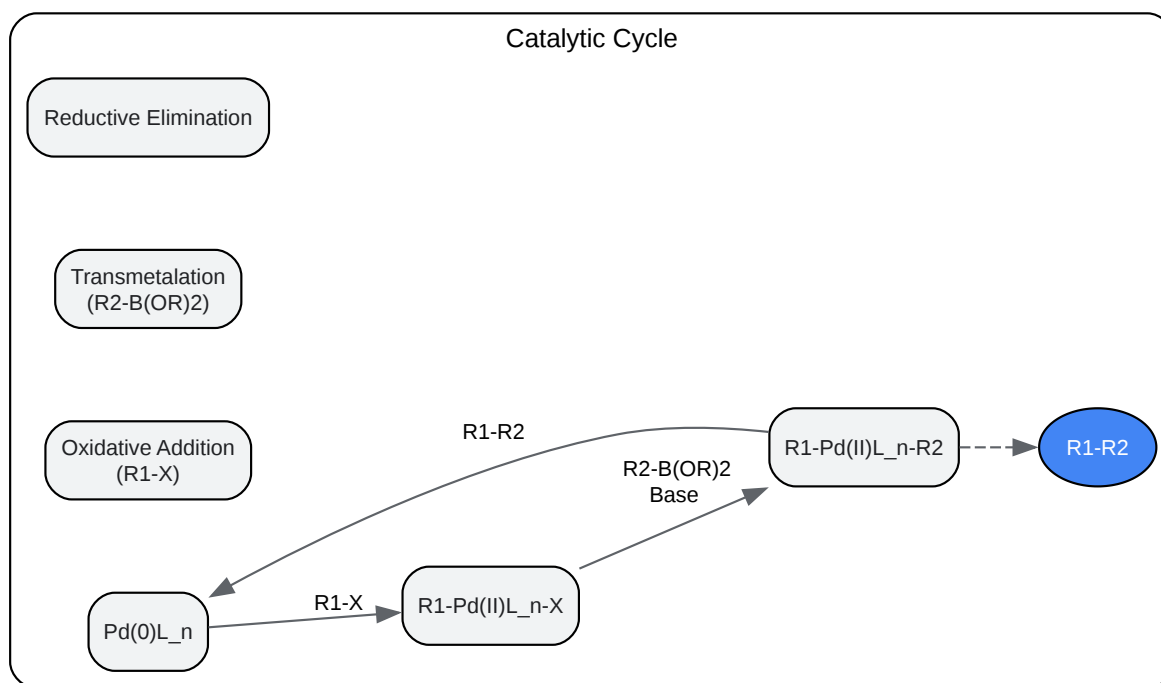 Catalytic Cycle
Reductive Elimination
Transmetalation
(R2-B(OR)2)
Oxidative Addition
(R1-X)
R1-R2
R2-B(OR)2
Base
R1-Pd(II)L_n-R2
R1-R2
Pd(0)L_n
R1-X
R1-Pd(II)L_n-X